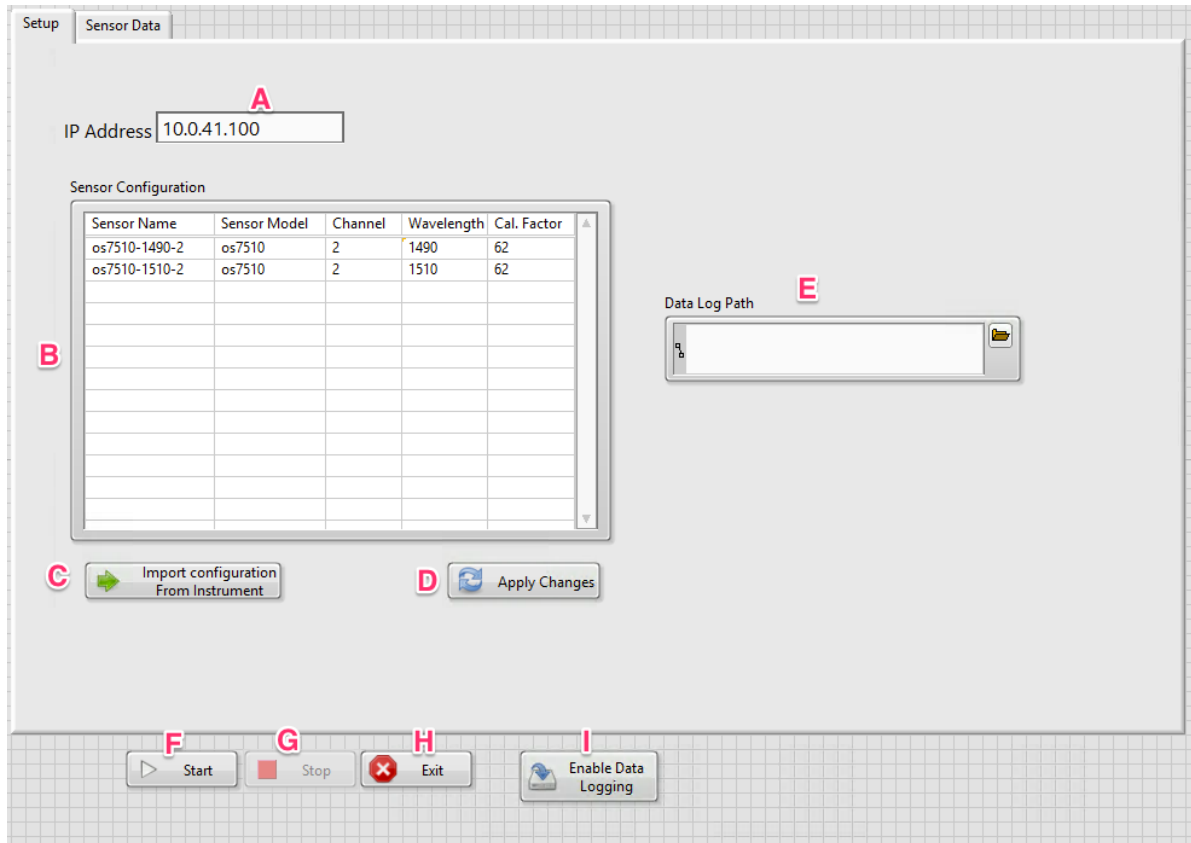 Setup
Sensor Data
A
IP Address 10.0.41.100
Sensor Configuration
Sensor Name Sensor Model Channel Wavelength Cal. Factor
os7510-1490-2 os7510 2 1490 62
os7510-1510-2 os7510 2 1510 62
B
E
Data Log Path
C
Import configuration
From Instrument
D
Apply Changes
F
Start
G
Stop
H
Exit
I
Enable Data
Logging